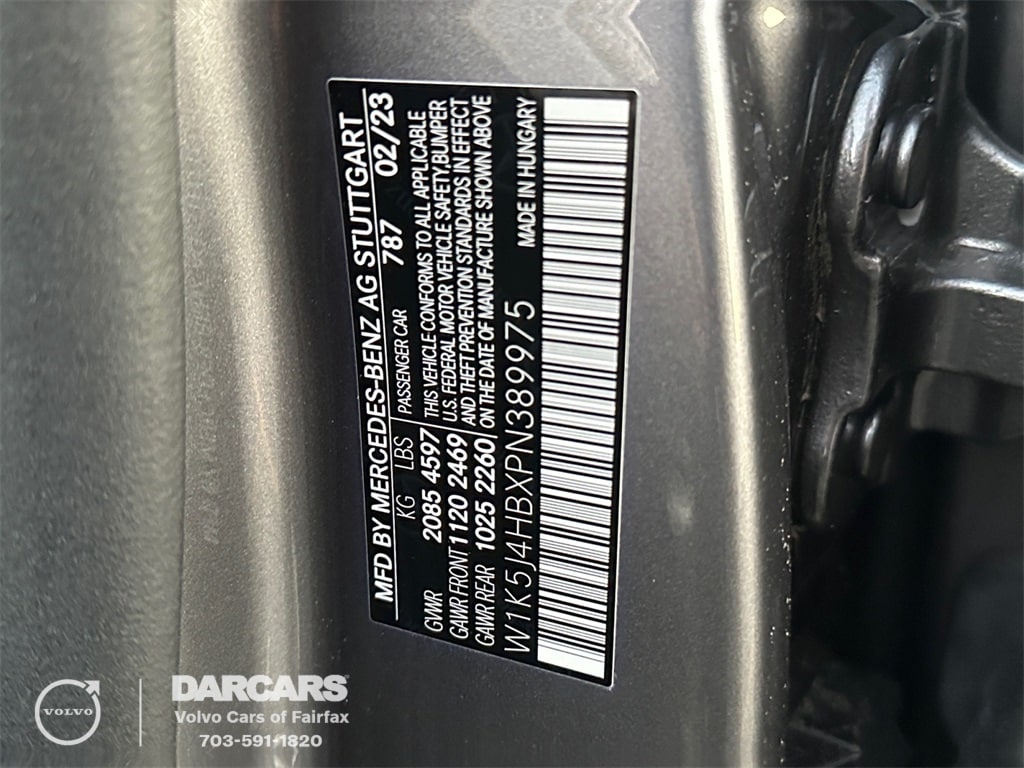 MFD BY MERCEDES-BENZ AG STUTTGART
787 02/23
KG LBS PASSENGER CAR
GVWR 2085 4597
GAWR FRONT 1120 2469
GAWR REAR 1025 2260
THIS VEHICLE CONFORMS TO ALL APPLICABLE
U.S. FEDERAL MOTOR VEHICLE SAFETY,BUMPER
AND THEFT PREVENTION STANDARDS IN EFFECT
ON THE DATE OF MANUFACTURE SHOWN ABOVE
W1K5J4HBXPN389975 MADE IN HUNGARY
VOLVO
DARCARS
Volvo Cars of Fairfax
703-591-1820